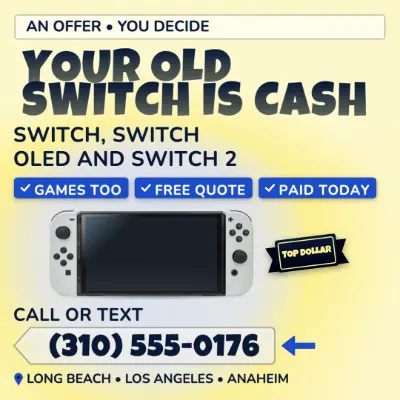 AN OFFER • YOU DECIDE
YOUR OLD
SWITCH IS CASH
SWITCH, SWITCH
OLED AND SWITCH 2
GAMES TOO
FREE QUOTE
PAID TODAY
TOP DOLLAR
CALL OR TEXT
(310) 555-0176
LONG BEACH • LOS ANGELES • ANAHEIM